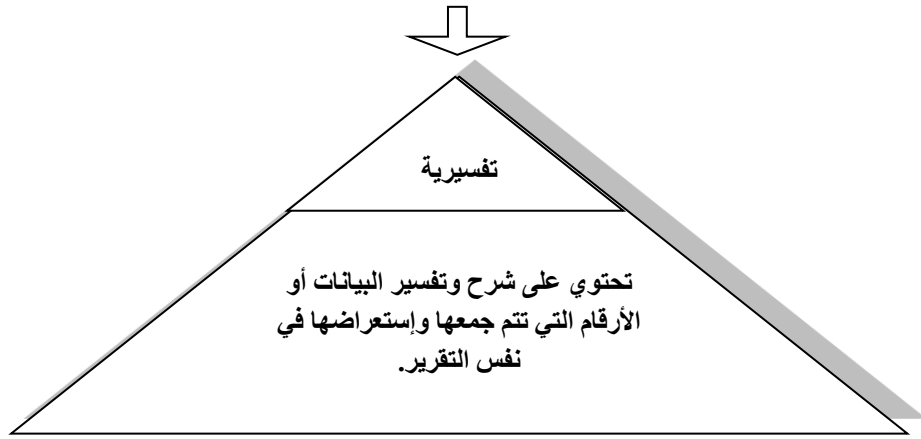 تفسيرية
تحتوي على شرح وتفسير البيانات أو
الأرقام التي تتم جمعها وإستعراضها في
نفس التقرير.